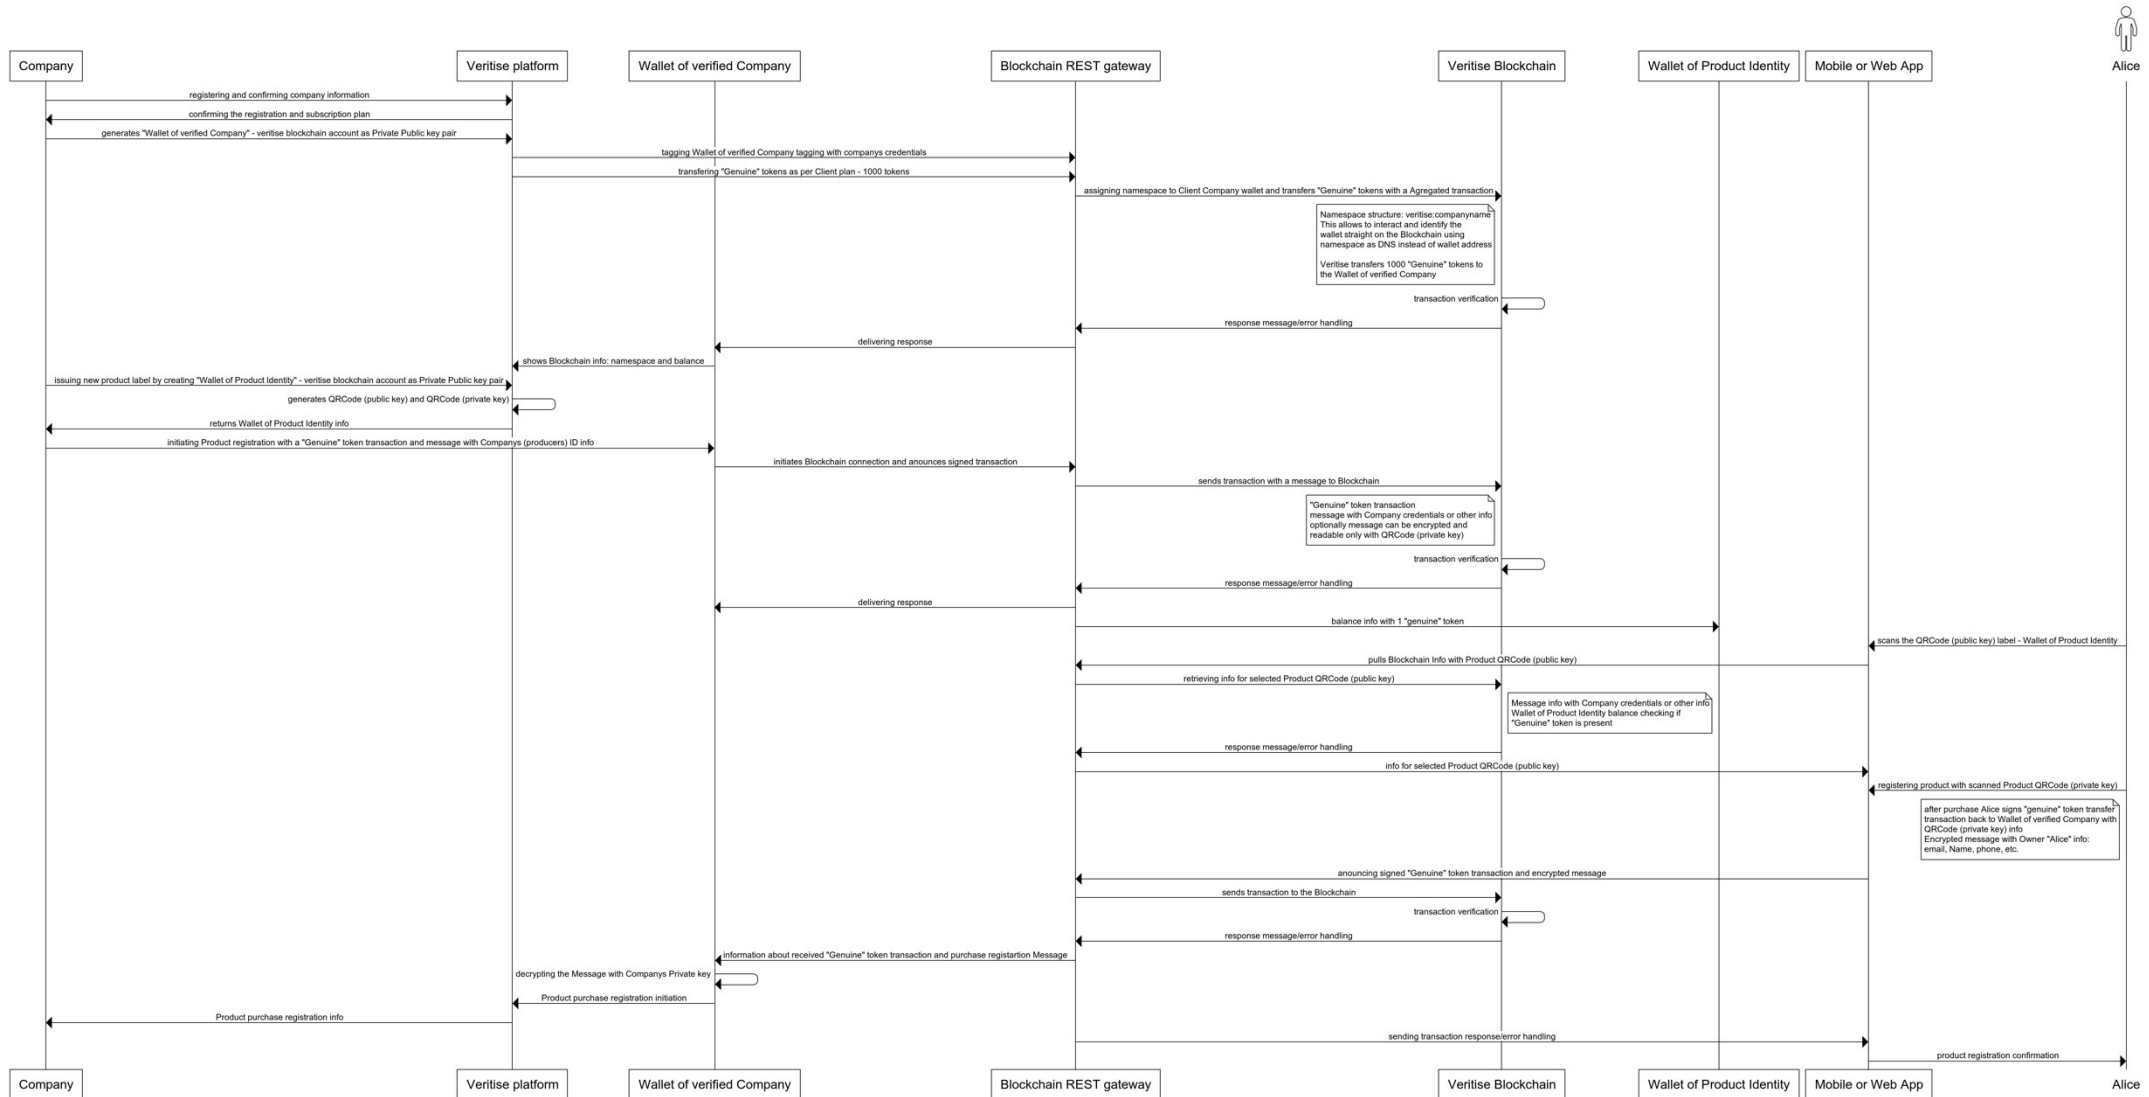 Company
Veritise platform
Wallet of verified Company
Blockchain REST gateway
Veritise Blockchain
Wallet of Product Identity
Mobile or Web App
Alice
registering and confirming company information
confirming the registration and subscription plan
generates "Wallet of verified Company" - veritise blockchain account as Private Public key pair
tagging Wallet of verified Company tagging with companys credentials
transfering "Genuine" tokens as per Client plan - 1000 tokens
assigning namespace to Client Company wallet and transfers "Genuine" tokens with a Agregated transaction
Namespace structure: veritise:companyname
This allows to interact and identify the
wallet straight on the Blockchain using
namespace as DNS instead of wallet address
Veritise transfers 1000 "Genuine" tokens to
the Wallet of verified Company
transaction verification
response message/error handling
delivering response
shows Blockchain info: namespace and balance
issuing new product label by creating "Wallet of Product Identity" - veritise blockchain account as Private Public key pair
generates QRCode (public key) and QRCode (private key)
returns Wallet of Product Identity info
initiating Product registration with a "Genuine" token transaction and message with Companys (producers) ID info
initiates Blockchain connection and anounces signed transaction
sends transaction with a message to Blockchain
"Genuine" token transaction
message with Company credentials or other info
optionally message can be encrypted and
readable only with QRCode (private key)
transaction verification
response message/error handling
delivering response
balance info with 1 "genuine" token
scans the QRCode (public key) label - Wallet of Product Identity
pulls Blockchain Info with Product QRCode (public key)
retrieving info for selected Product QRCode (public key)
Message info with Company credentials or other info
Wallet of Product Identity balance checking if
"Genuine" token is present
response message/error handling
info for selected Product QRCode (public key)
registering product with scanned Product QRCode (private key)
after purchase Alice signs "genuine" token transfer
transaction back to Wallet of verified Company with
QRCode (private key) info
Encrypted message with Owner "Alice" info:
email, Name, phone, etc.
anouncing signed "Genuine" token transaction and encrypted message
sends transaction to the Blockchain
transaction verification
response message/error handling
information about received "Genuine" token transaction and purchase registartion Message
decrypting the Message with Companys Private key
Product purchase registration initiation
Product purchase registration info
sending transaction response/error handling
product registration confirmation
Company
Veritise platform
Wallet of verified Company
Blockchain REST gateway
Veritise Blockchain
Wallet of Product Identity
Mobile or Web App
Alice